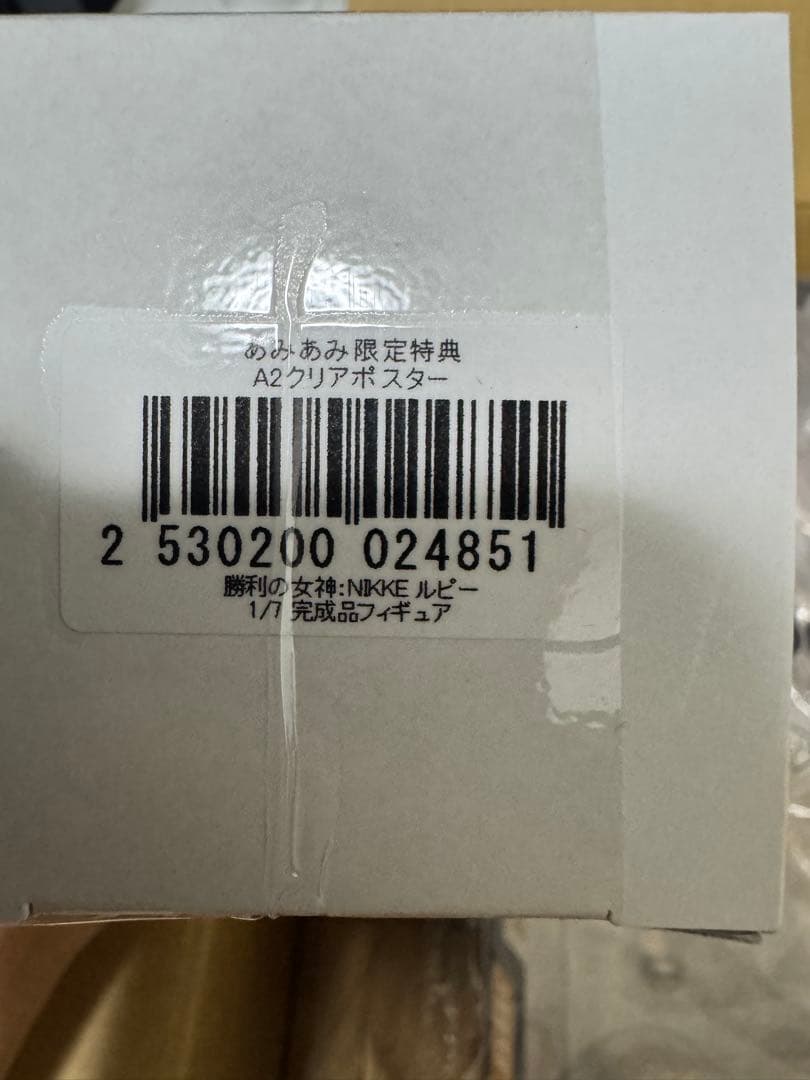 あみあみ限定特典
A2クリアポスター
2 530200 024851
勝利の女神:NIKKE ルピー
1/7 完成品フィギュア